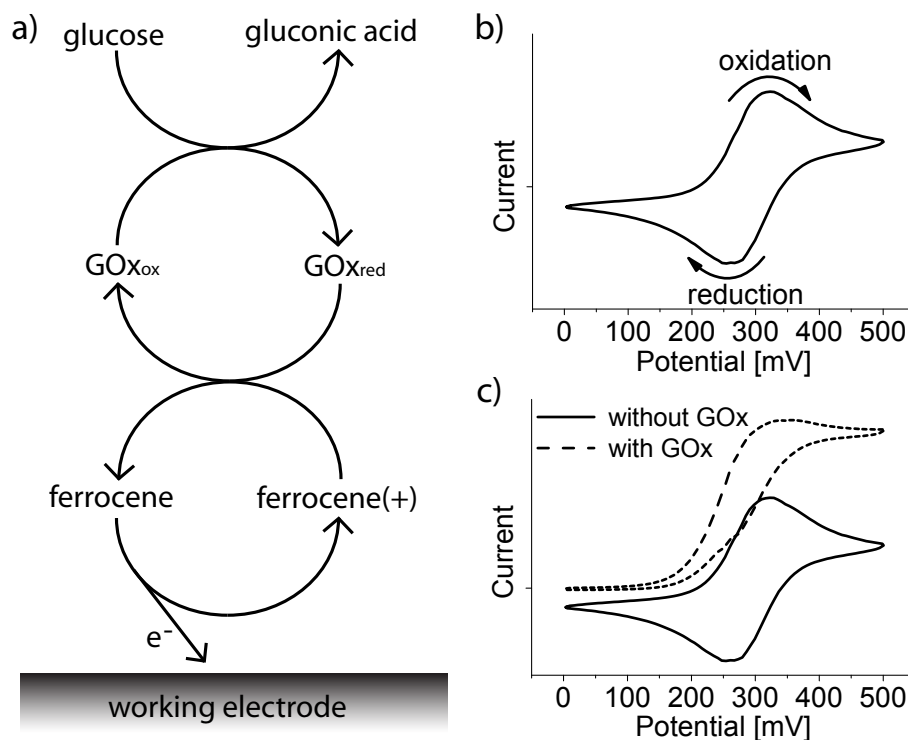 a)
glucose
gluconic acid
GOxox
GOxred
ferrocene
ferrocene(+)
e-
working electrode
b)
oxidation
Current
reduction
0 100 200 300 400 500
Potential [mV]
c)
without GOx
with GOx
Current
0 100 200 300 400 500
Potential [mV]